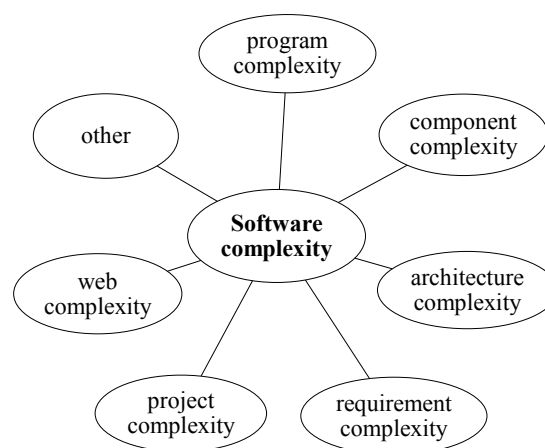 program
complexity
other
component
complexity
Software
complexity
web
complexity
architecture
complexity
project
complexity
requirement
complexity